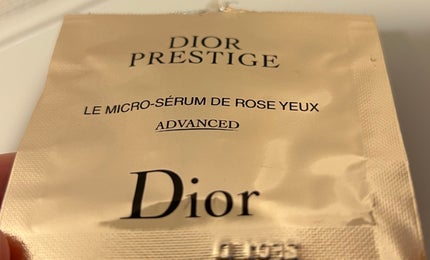 DIOR
PRESTIGE
LE MICRO-SÉRUM DE ROSE YEUX
ADVANCED
Dior